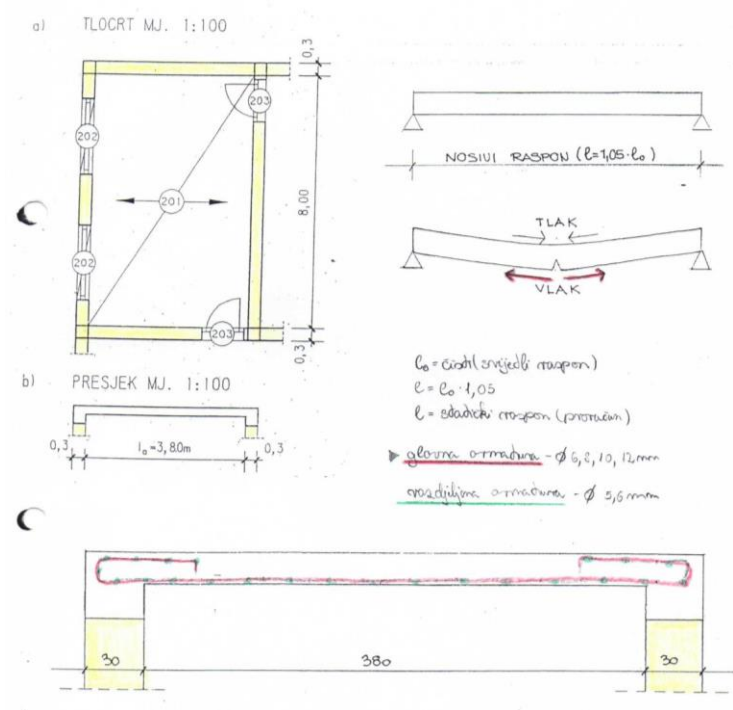 a) TLOCRT MJ. 1:100
0,3
203
202
201
8,00
202
203
0,3
b) PRESJEK MJ. 1:100
0,3
lo=3,80m
0,3
NOSIVI RASPON (l=1,05·lo)
TLAK
VLAK
lo = čisti (svijetli raspon)
l = lo · 1,05
l = statički raspon (proračun)
glavna armatura - Ø 6, 8, 10, 12 mm
razdjeljna armatura - Ø 5,6 mm
30
380
30